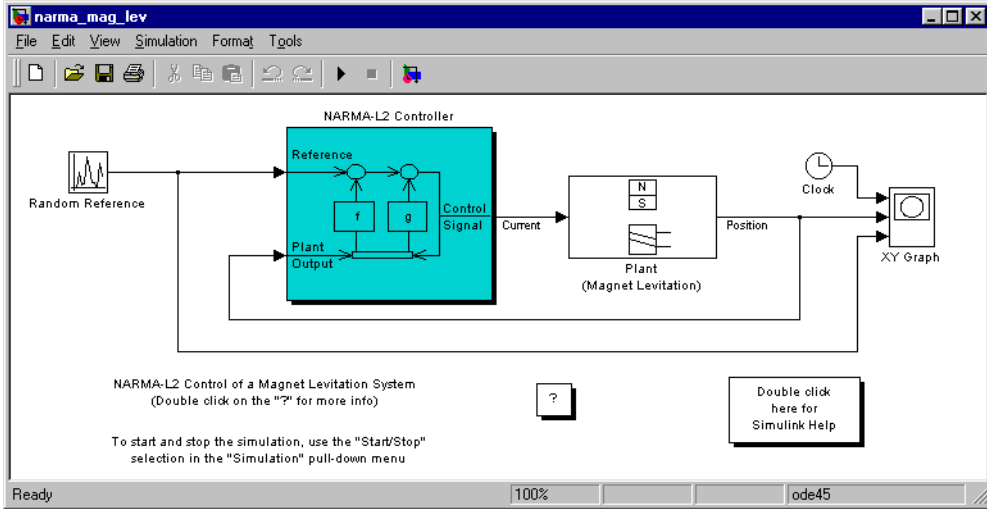 narma_mag_lev
File Edit View Simulation Format Tools
NARMA-L2 Controller
Reference
Random Reference
f
g
Control
Signal
Plant
Output
Current
N
S
Position
Plant
(Magnet Levitation)
Clock
XY Graph
NARMA-L2 Control of a Magnet Levitation System
(Double click on the "?" for more info)
?
Double click
here for
Simulink Help
To start and stop the simulation, use the "Start/Stop"
selection in the "Simulation" pull-down menu
Ready
100%
ode45